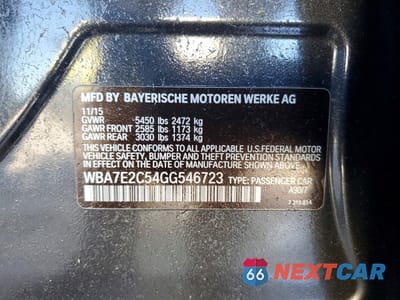 MFD BY BAYERISCHE MOTOREN WERKE AG
11/15
GVWR 5450 lbs 2472 kg
GAWR FRONT 2585 lbs 1173 kg
GAWR REAR 3030 lbs 1374 kg
THIS VEHICLE CONFORMS TO ALL APPLICABLE U.S.FEDERAL MOTOR
VEHICLE SAFETY, BUMPER, AND THEFT PREVENTION STANDARDS
IN EFFECT ON THE DATE OF MANUFACTURE SHOWN ABOVE.
WBA7E2C54GG546723 TYPE: PASSENGER CAR
A90/7
66 NEXTCAR